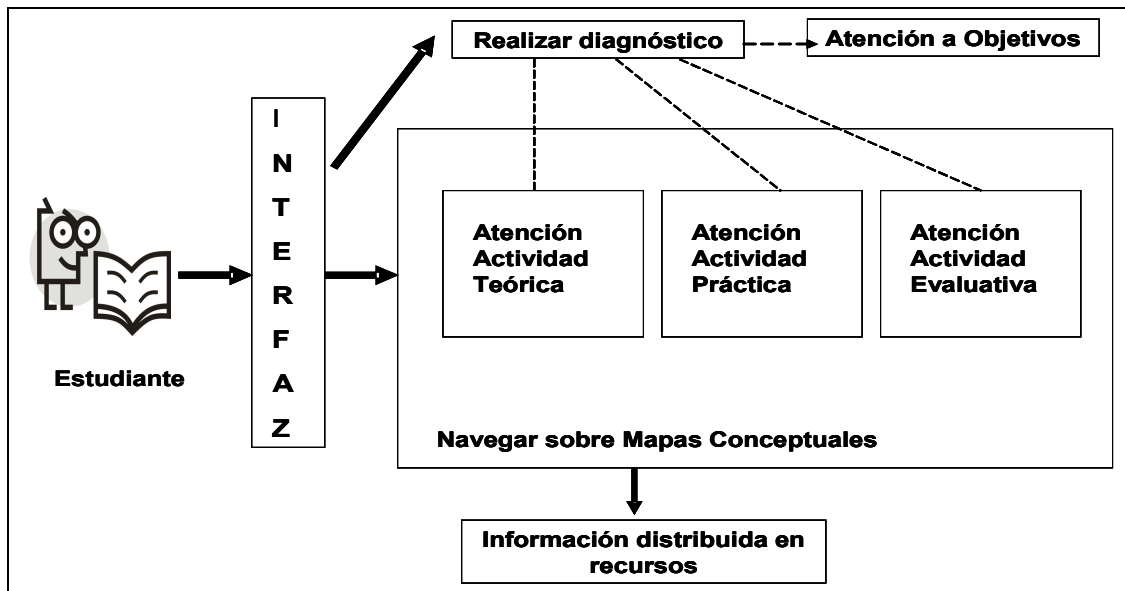 Realizar diagnóstico
Atención a Objetivos
INTERFAZ
Atención
Actividad
Teórica
Atención
Actividad
Práctica
Atención
Actividad
Evaluativa
Estudiante
Navegar sobre Mapas Conceptuales
Información distribuida en
recursos